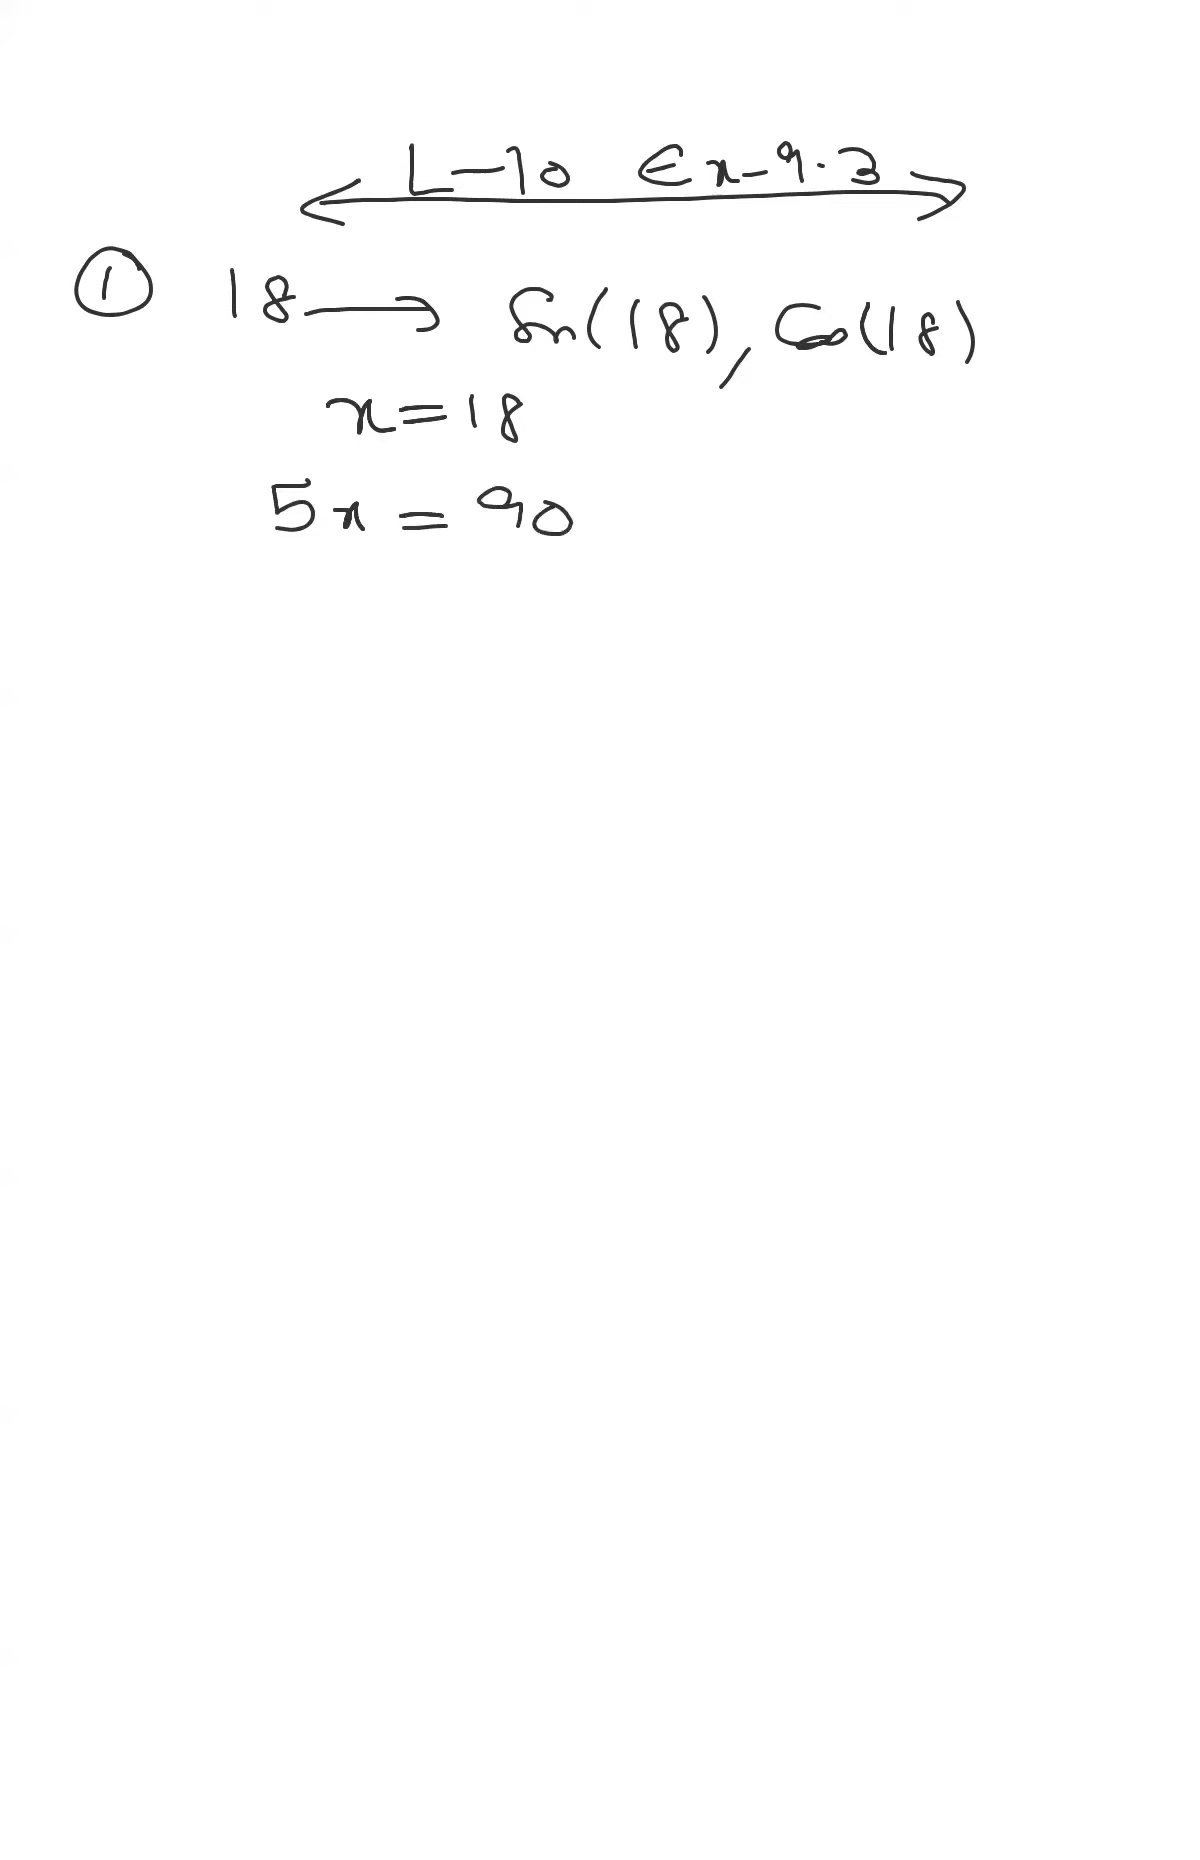 L-10 Ex-9.3
① 18 → Sin(18), Cos(18)
x=18
5x=90